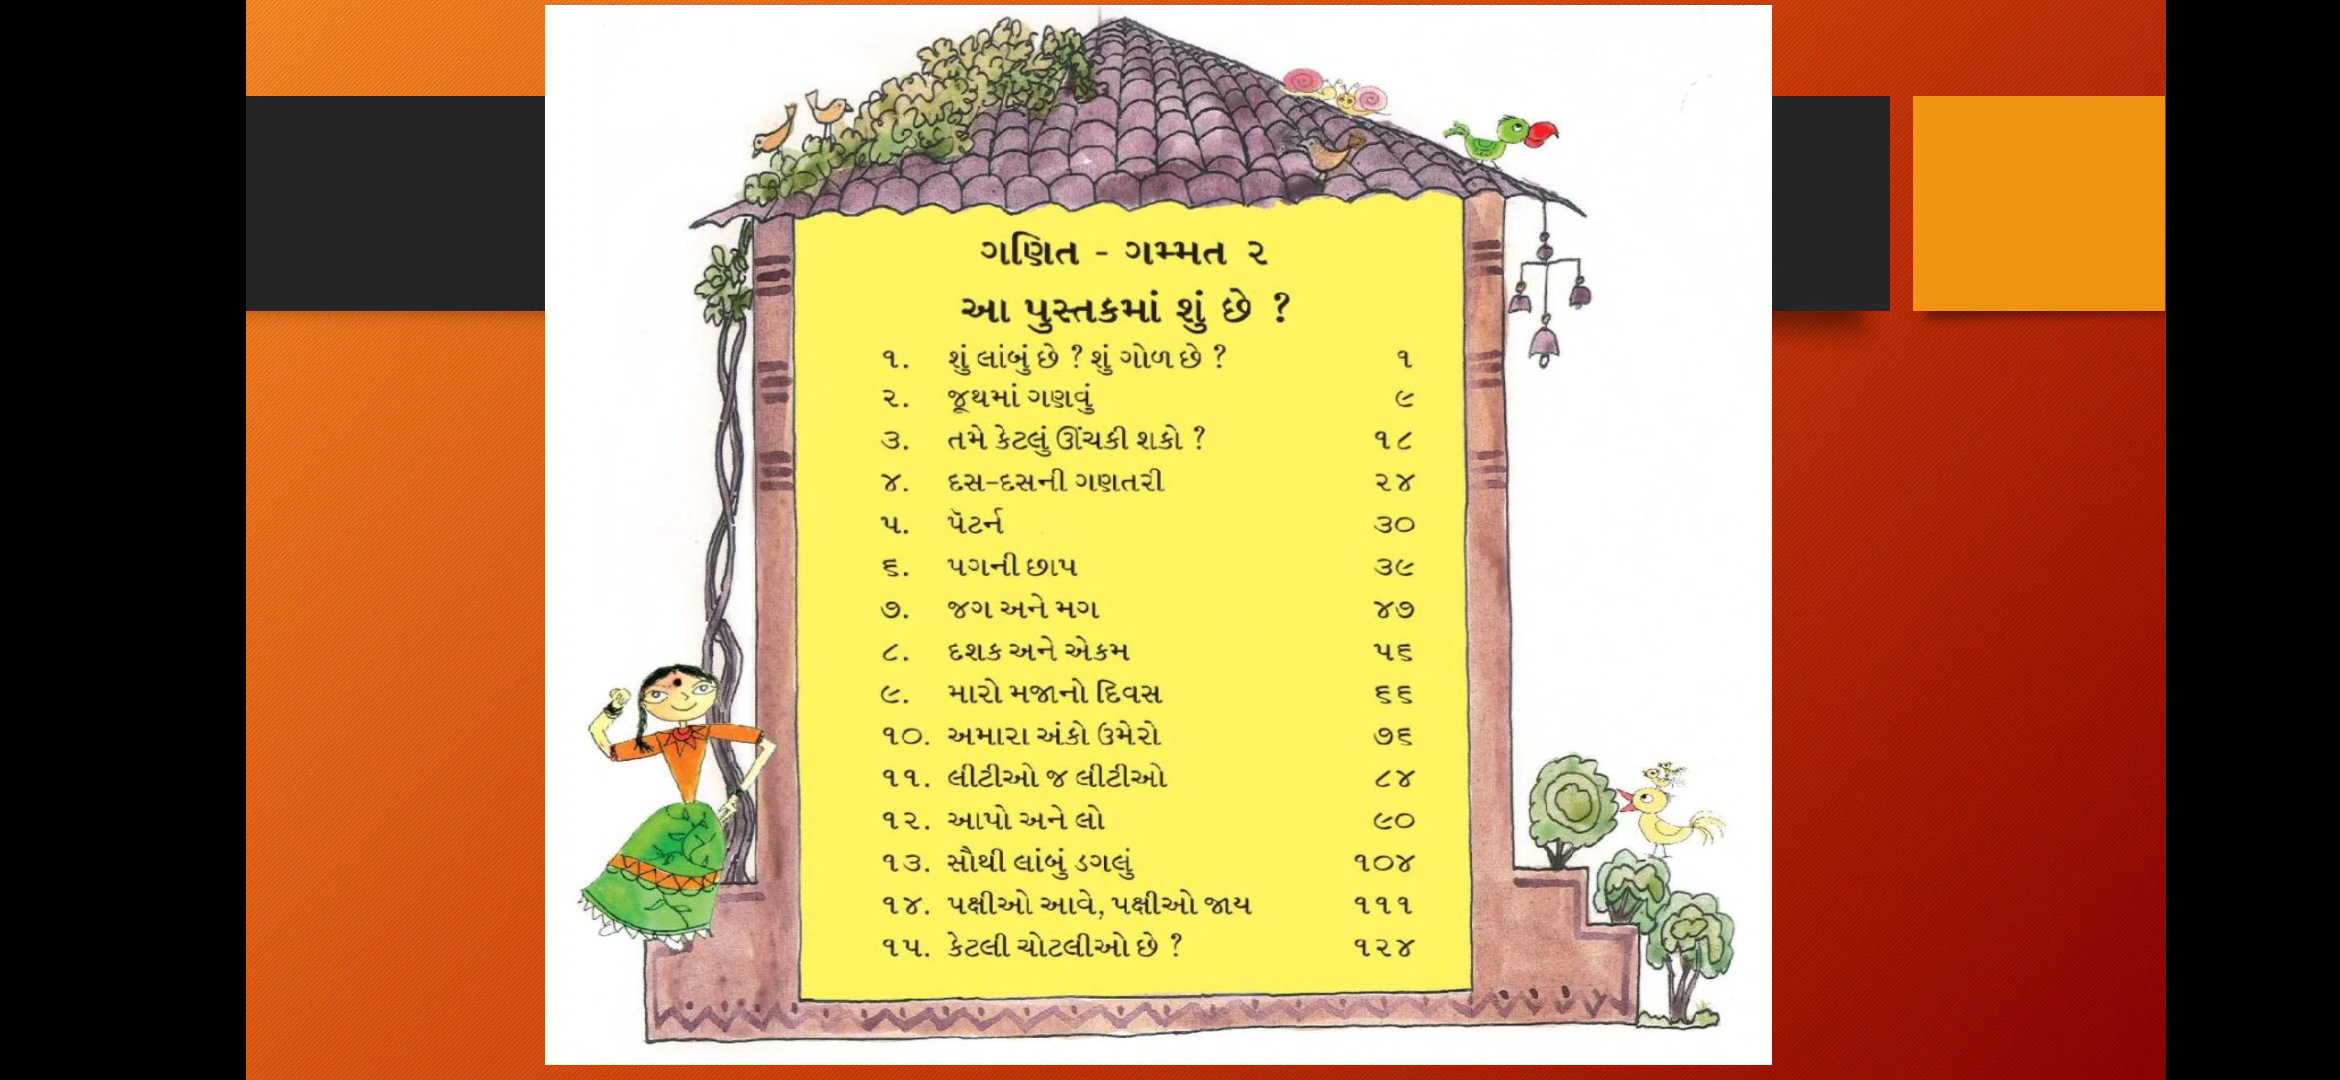 ગણિત - ગમ્મત ૨
આ પુસ્તકમાં શું છે ?
૧. શું લાંબું છે ? શું ગોળ છે ? ૧
૨. જૂથમાં ગણવું ૯
૩. તમે કેટલું ઊંચકી શકો ? ૧૮
૪. દસ-દસની ગણતરી ૨૪
૫. પૅટર્ન ૩૦
૬. પગની છાપ ૩૯
૭. જગ અને મગ ૪૭
૮. દશક અને એકમ ૫૬
૯. મારો મજાનો દિવસ ૬૬
૧૦. અમારા અંકો ઉમેરો ૭૬
૧૧. લીટીઓ જ લીટીઓ ૮૪
૧૨. આપો અને લો ૯૦
૧૩. સૌથી લાંબું ડગલું ૧૦૪
૧૪. પક્ષીઓ આવે, પક્ષીઓ જાય ૧૧૧
૧૫. કેટલી ચોટલીઓ છે ? ૧૨૪